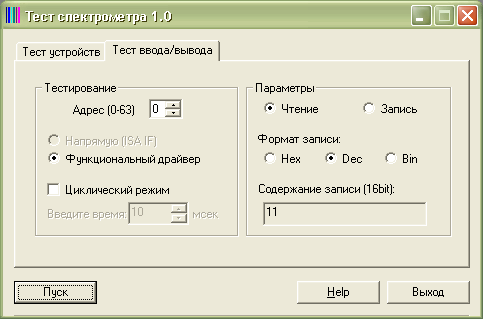 Тест спектрометра 1.0
Тест устройств
Тест ввода/вывода
Тестирование
Адрес (0-63)
0
Напрямую (ISA IF)
Функциональный драйвер
Циклический режим
Введите время:
10
мсек
Параметры
Чтение
Запись
Формат записи:
Hex
Dec
Bin
Содержание записи (16bit):
11
Пуск
Help
Выход